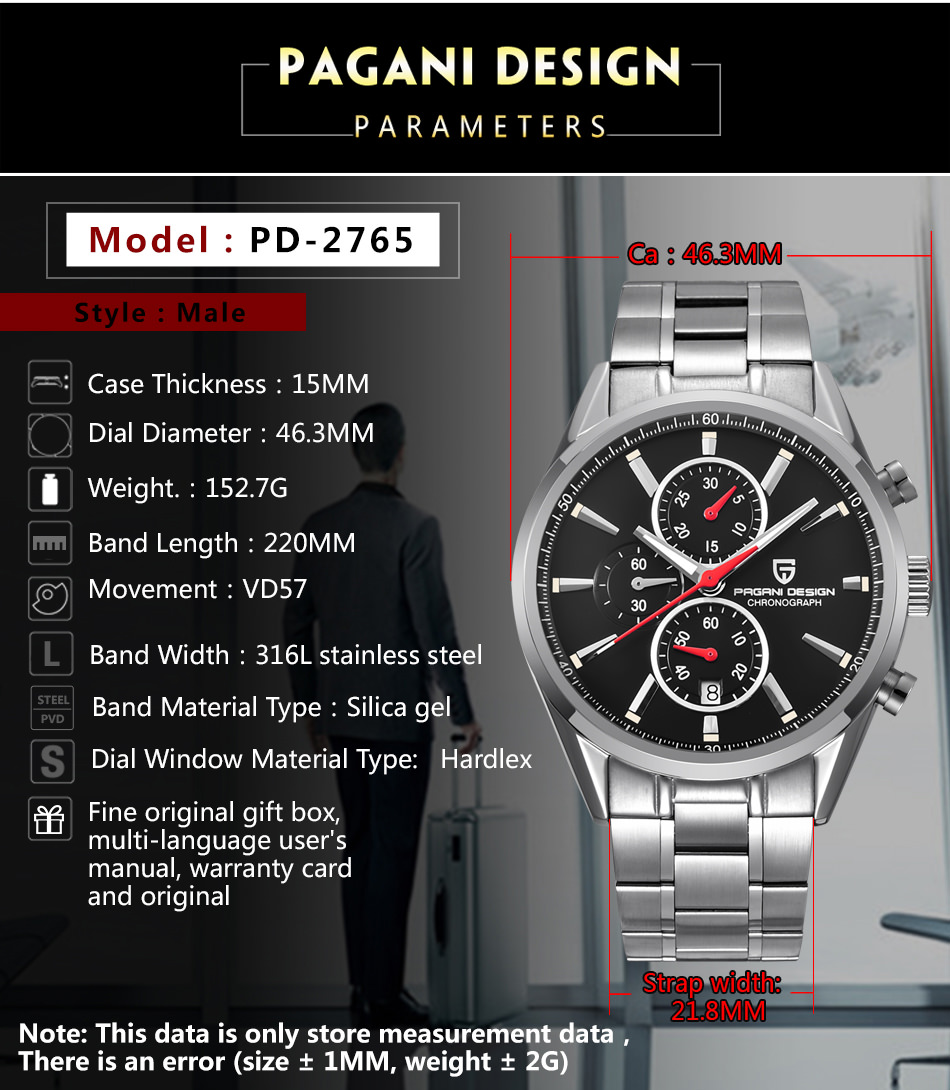 PAGANI DESIGN
PARAMETERS
Model : PD-2765
Style : Male
Ca : 46.3MM
Case Thickness : 15MM
Dial Diameter : 46.3MM
Weight. : 152.7G
Band Length : 220MM
Movement : VD57
L
Band Width : 316L stainless steel
STEEL
PVD
Band Material Type : Silica gel
S
Dial Window Material Type: Hardlex
Fine original gift box,
multi-language user's
manual, warranty card
and original
60
10
20
30
40
50
30
5
10
15
20
25
60
30
PAGANI DESIGN
CHRONOGRAPH
60
10
20
40
50
8
Strap width:
21.8MM
Note: This data is only store measurement data ,
There is an error (size ± 1MM, weight ± 2G)